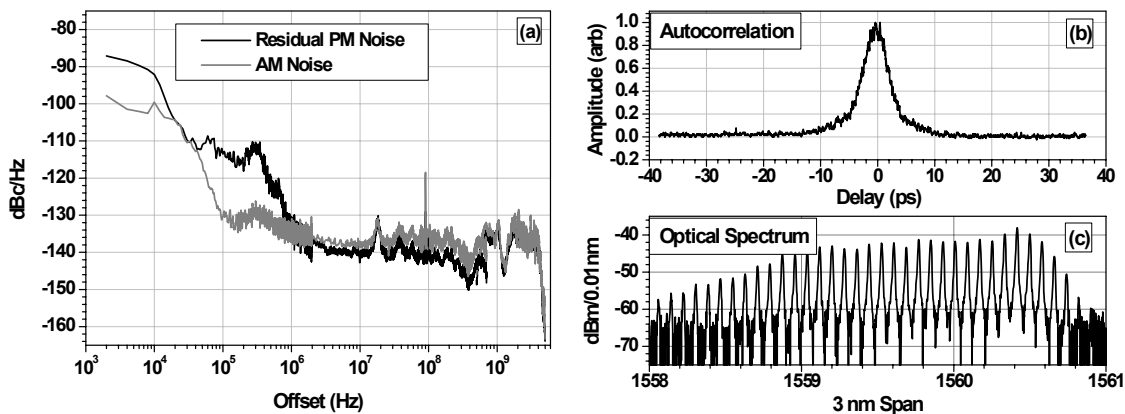 (a)
Residual PM Noise
AM Noise
dBc/Hz
-80
-90
-100
-110
-120
-130
-140
-150
-160
10³ 10⁴ 10⁵ 10⁶ 10⁷ 10⁸ 10⁹
Offset (Hz)
Autocorrelation
(b)
Amplitude (arb)
1.0
0.8
0.6
0.4
0.2
0.0
-0.2
-40 -30 -20 -10 0 10 20 30 40
Delay (ps)
Optical Spectrum
(c)
dBm/0.01nm
-40
-50
-60
-70
1558 1559 1560 1561
3 nm Span